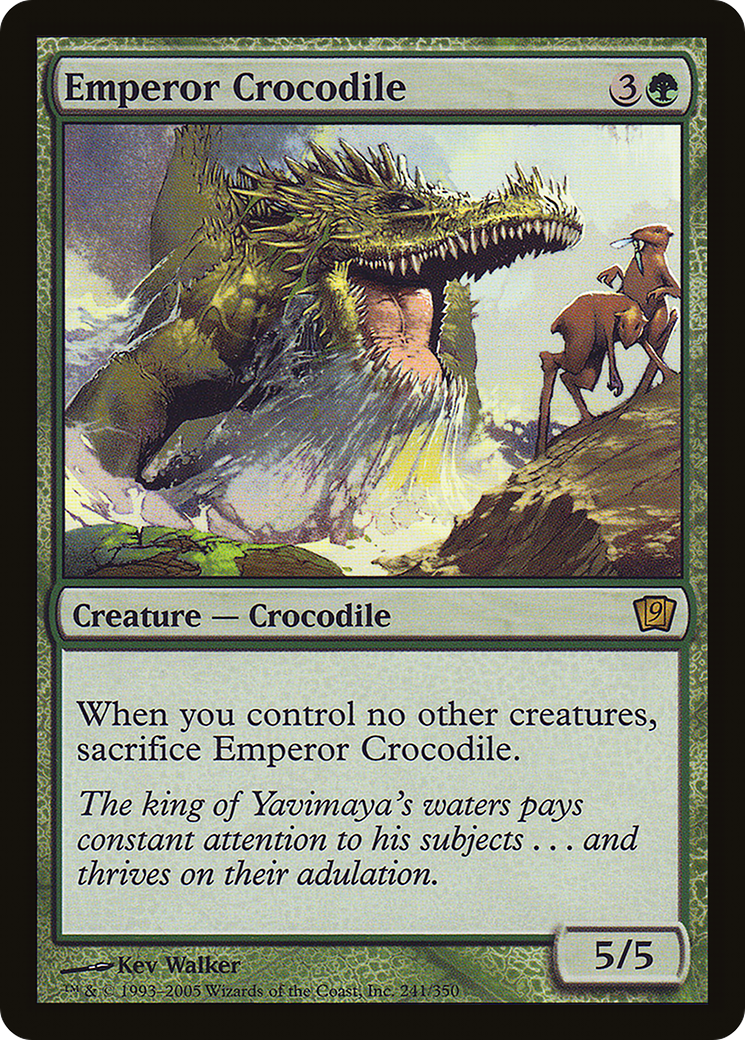 Emperor Crocodile 3
Creature — Crocodile 9
When you control no other creatures,
sacrifice Emperor Crocodile.
The king of Yavimaya's waters pays
constant attention to his subjects . . . and
thrives on their adulation.
5/5
Kev Walker
™ & © 1993–2005 Wizards of the Coast, Inc. 241/350